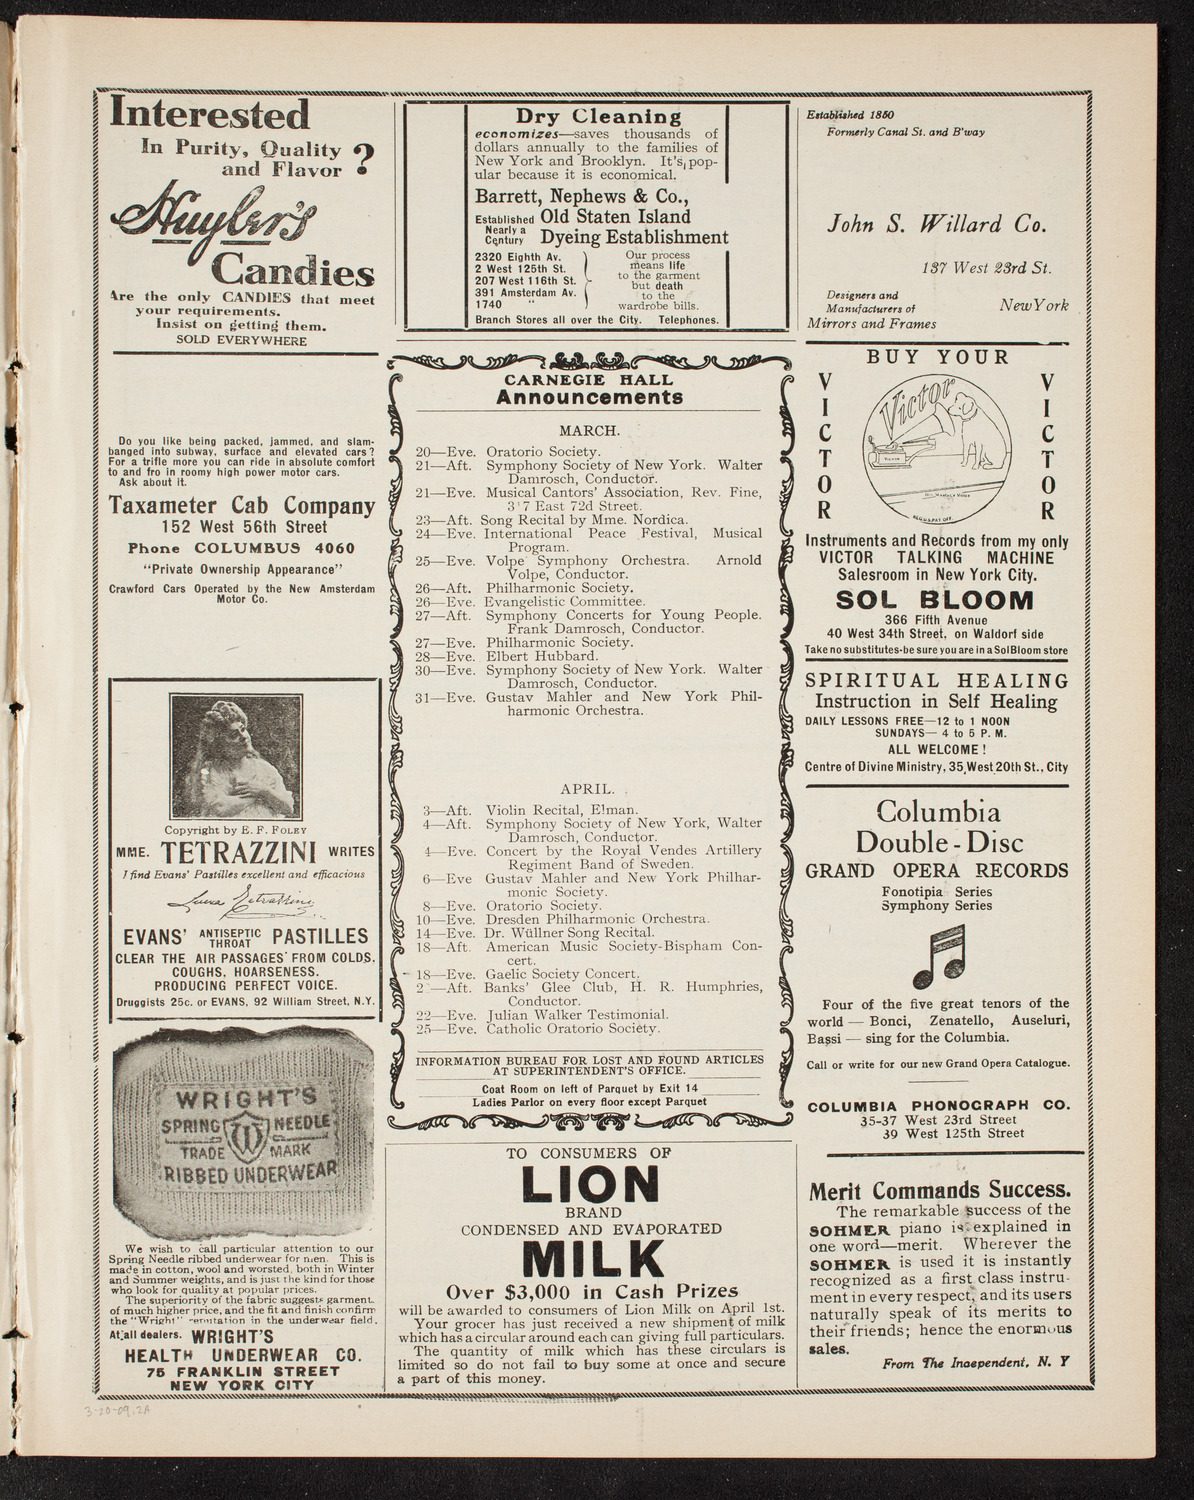 Interested
In Purity, Quality
and Flavor ?
Huyler's
Candies
Are the only CANDIES that meet
your requirements.
Insist on getting them.
SOLD EVERYWHERE
Do you like being packed, jammed, and slam-
banged into subway, surface and elevated cars?
For a trifle more you can ride in absolute comfort
to and fro in roomy high power motor cars.
Ask about it.
Taxameter Cab Company
152 West 56th Street
Phone COLUMBUS 4060
"Private Ownership Appearance"
Crawford Cars Operated by the New Amsterdam
Motor Co.
Copyright by E. F. FOLEY
MME. TETRAZZINI WRITES
I find Evans' Pastilles excellent and efficacious
Luisa Tetrazzini
EVANS' ANTISEPTIC THROAT PASTILLES
CLEAR THE AIR PASSAGES FROM COLDS,
COUGHS, HOARSENESS.
PRODUCING PERFECT VOICE.
Druggists 25c. or EVANS, 92 William Street, N.Y.
WRIGHT'S
SPRING NEEDLE
TRADE MARK
RIBBED UNDERWEAR
We wish to call particular attention to our
Spring Needle ribbed underwear for men. This is
made in cotton, wool and worsted, both in Winter
and Summer weights, and is just the kind for those
who look for quality at popular prices.
The superiority of the fabric suggests garment.
of much higher price, and the fit and finish confirm
the "Wright" reputation in the underwear field.
At all dealers. WRIGHT'S
HEALTH UNDERWEAR CO.
75 FRANKLIN STREET
NEW YORK CITY
Dry Cleaning
economizes—saves thousands of
dollars annually to the families of
New York and Brooklyn. It's pop-
ular because it is economical.
Barrett, Nephews & Co.,
Established Nearly a Century Old Staten Island
Dyeing Establishment
2320 Eighth Av.
2 West 125th St.
207 West 116th St.
391 Amsterdam Av.
1740 "
Our process
means life
to the garment
but death
to the
wardrobe bills.
Branch Stores all over the City. Telephones.
CARNEGIE HALL
Announcements
MARCH.
20—Eve. Oratorio Society.
21—Aft. Symphony Society of New York. Walter
Damrosch, Conductor.
21—Eve. Musical Cantors' Association, Rev. Fine,
3 7 East 72d Street.
23—Aft. Song Recital by Mme. Nordica.
24—Eve. International Peace Festival, Musical
Program.
25—Eve. Volpe Symphony Orchestra. Arnold
Volpe, Conductor.
26—Aft. Philharmonic Society.
26—Eve. Evangelistic Committee.
27—Aft. Symphony Concerts for Young People.
Frank Damrosch, Conductor.
27—Eve. Philharmonic Society.
28—Eve. Elbert Hubbard.
30—Eve. Symphony Society of New York. Walter
Damrosch, Conductor.
31—Eve. Gustav Mahler and New York Phil-
harmonic Orchestra.
APRIL.
3—Aft. Violin Recital, Elman.
4—Aft. Symphony Society of New York, Walter
Damrosch, Conductor.
4—Eve. Concert by the Royal Vendes Artillery
Regiment Band of Sweden.
6—Eve Gustav Mahler and New York Philhar-
monic Society.
8—Eve. Oratorio Society.
10—Eve. Dresden Philharmonic Orchestra.
14—Eve. Dr. Wüllner Song Recital.
18—Aft. American Music Society-Bispham Con-
cert.
18—Eve. Gaelic Society Concert.
2 —Aft. Banks' Glee Club, H. R. Humphries,
Conductor.
22—Eve. Julian Walker Testimonial.
25—Eve. Catholic Oratorio Society.
INFORMATION BUREAU FOR LOST AND FOUND ARTICLES
AT SUPERINTENDENT'S OFFICE.
Coat Room on left of Parquet by Exit 14
Ladies Parlor on every floor except Parquet
TO CONSUMERS OF
LION
BRAND
CONDENSED AND EVAPORATED
MILK
Over $3,000 in Cash Prizes
will be awarded to consumers of Lion Milk on April 1st.
Your grocer has just received a new shipment of milk
which has a circular around each can giving full particulars.
The quantity of milk which has these circulars is
limited so do not fail to buy some at once and secure
a part of this money.
Established 1850
Formerly Canal St. and B'way
John S. Willard Co.
137 West 23rd St.
New York
Designers and
Manufacturers of
Mirrors and Frames
BUY YOUR
VICTOR
Victor
VICTOR
HIS MASTER'S VOICE
REG. U.S. PAT. OFF.
Instruments and Records from my only
VICTOR TALKING MACHINE
Salesroom in New York City.
SOL BLOOM
366 Fifth Avenue
40 West 34th Street, on Waldorf side
Take no substitutes-be sure you are in a Sol Bloom store
SPIRITUAL HEALING
Instruction in Self Healing
DAILY LESSONS FREE—12 to 1 NOON
SUNDAYS— 4 to 5 P. M.
ALL WELCOME!
Centre of Divine Ministry, 35 West 20th St., City
Columbia
Double-Disc
GRAND OPERA RECORDS
Fonotipia Series
Symphony Series
Four of the five great tenors of the
world — Bonci, Zenatello, Auseluri,
Bassi — sing for the Columbia.
Call or write for our new Grand Opera Catalogue.
COLUMBIA PHONOGRAPH CO.
35-37 West 23rd Street
39 West 125th Street
Merit Commands Success.
The remarkable success of the
SOHMER piano is explained in
one word—merit. Wherever the
SOHMER is used it is instantly
recognized as a first class instru-
ment in every respect, and its users
naturally speak of its merits to
their friends; hence the enormous
sales.
From The Independent, N. Y
3-20-09.2A